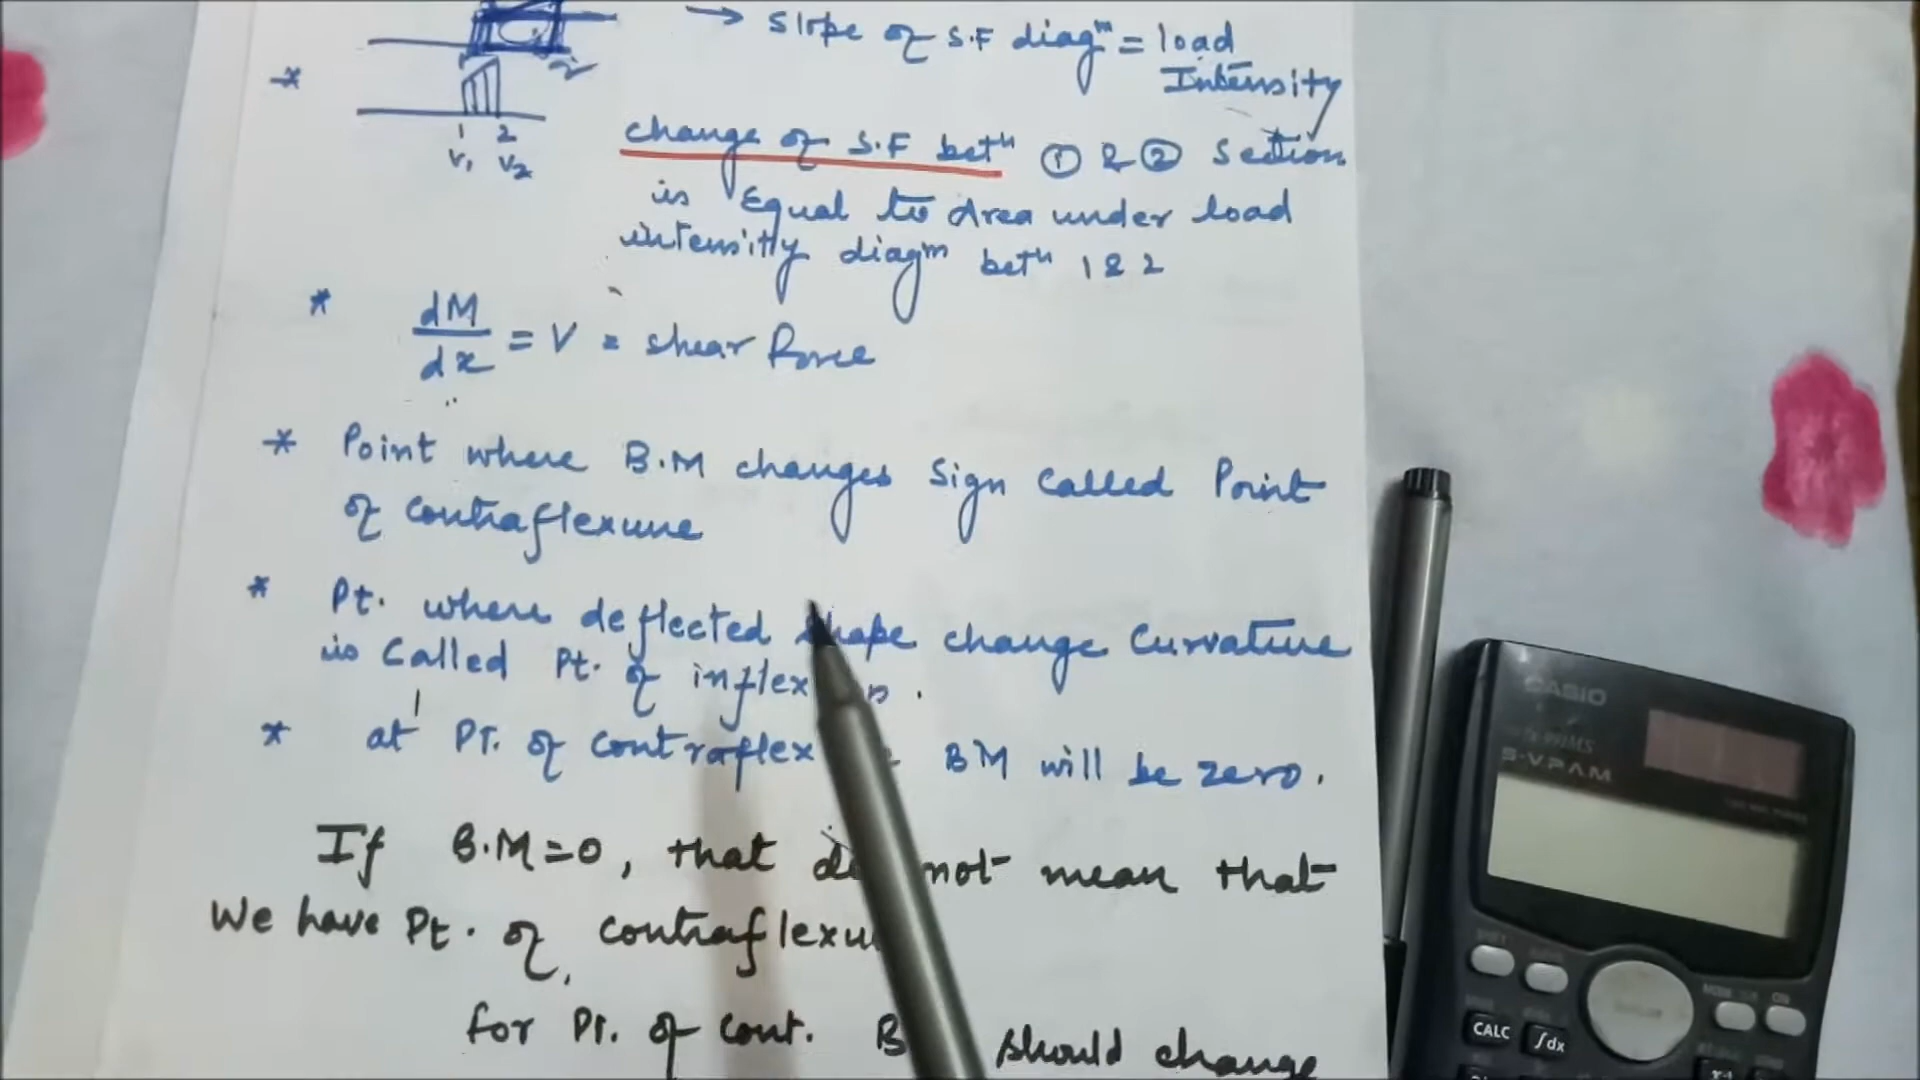 → Slope of S.F diagm = load
Intensity
*
1 2
V1 V2
change of S.F betn ① & ② Section
is Equal to Area under load
intensity diagm betn 1 & 2
* dM/dx = V = shear Force
* Point where B.M changes Sign Called Point
of Contraflexure
* Pt. where deflected shape change Curvature
is Called Pt. of inflex n.
* at PT. of contraflex BM will be zero.
If B.M=0, that not mean that
We have Pt. of contraflexu
for PT. of cont. B should change
CASIO
S-V.P.A.M.
CALC ∫dx
ON